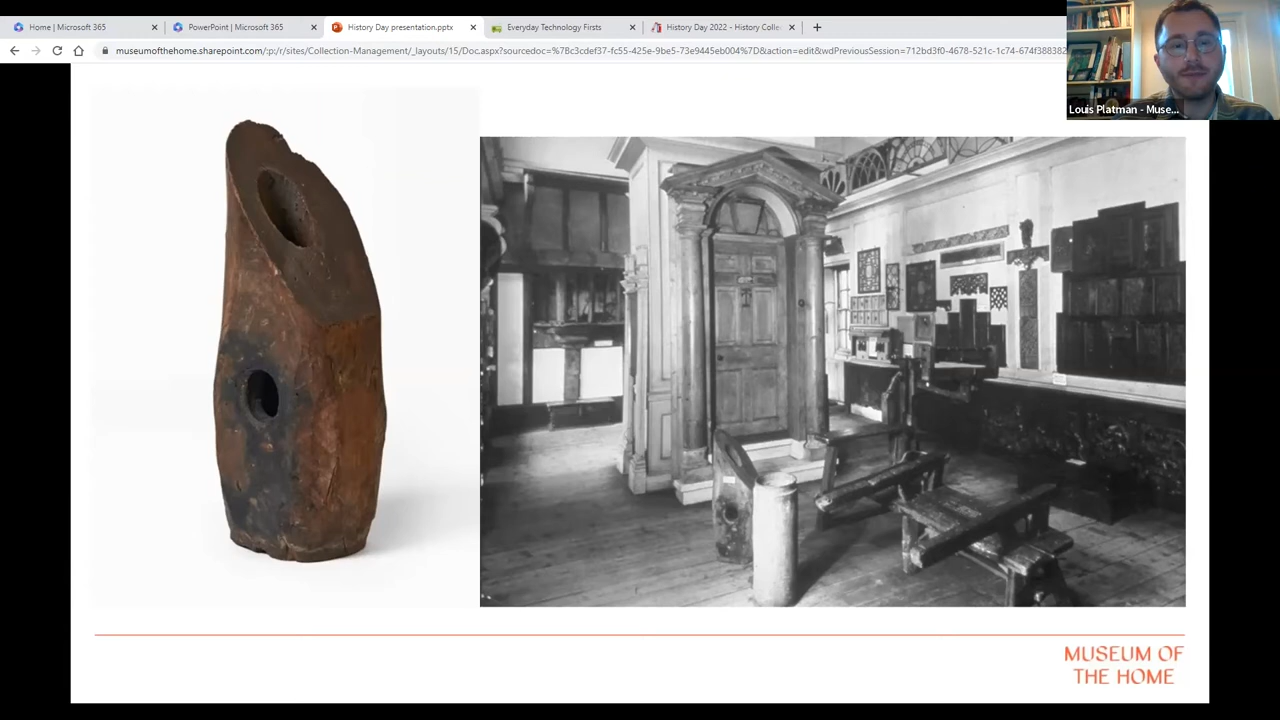 Home | Microsoft 365
PowerPoint | Microsoft 365
History Day presentation.pptx
Everyday Technology Firsts
History Day 2022 - History Colle
museumofthehome.sharepoint.com/:p:/r/sites/Collection-Management/_layouts/15/Doc.aspx?sourcedoc=%7Bc3cdef37-fc55-425e-9be5-73e9445eb004%7D&action=edit&wdPreviousSession=712bd3f0-4678-521c-1c74-674f388382
Louis Platman - Muse...
MUSEUM OF
THE HOME